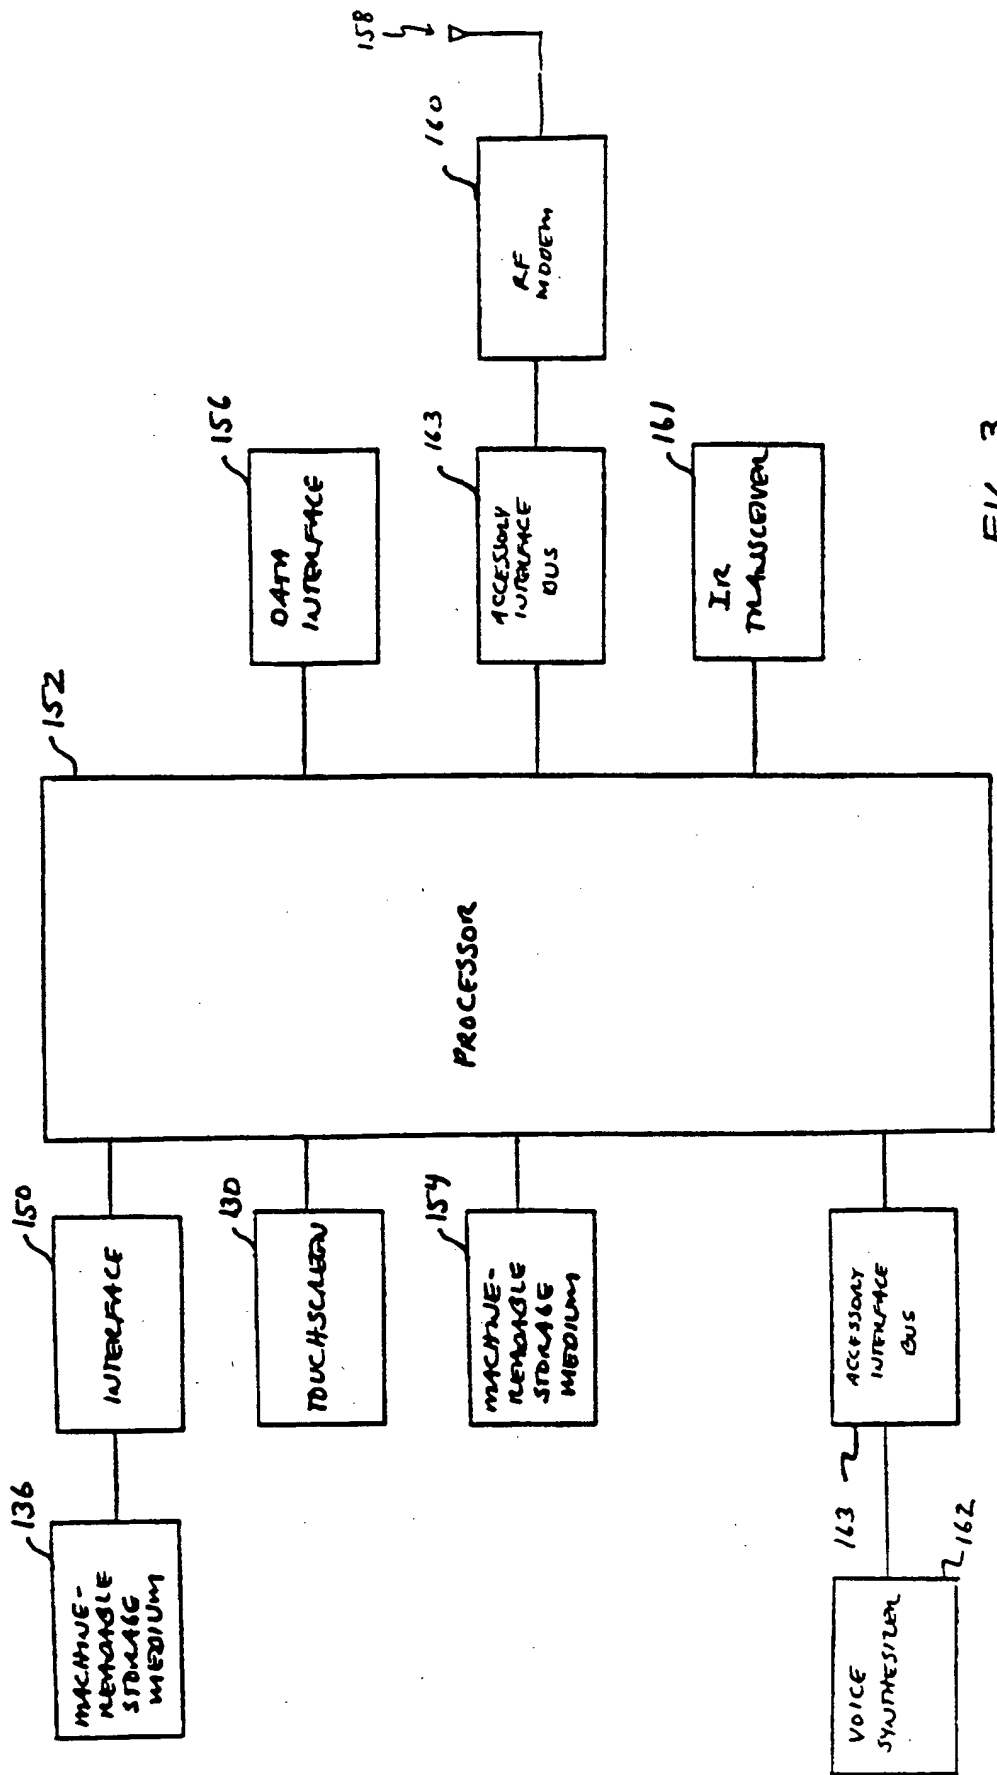 136
MACHINE-
READABLE
STORAGE
MEDIUM
150
INTERFACE
130
TOUCHSCREEN
154
MACHINE-
READABLE
STORAGE
MEDIUM
163
ACCESSORY
INTERFACE
BUS
162
VOICE
SYNTHESIZER
152
PROCESSOR
156
DATA
INTERFACE
163
ACCESSORY
INTERFACE
BUS
161
IR
TRANSCEIVER
160
RF
MODEM
158
3